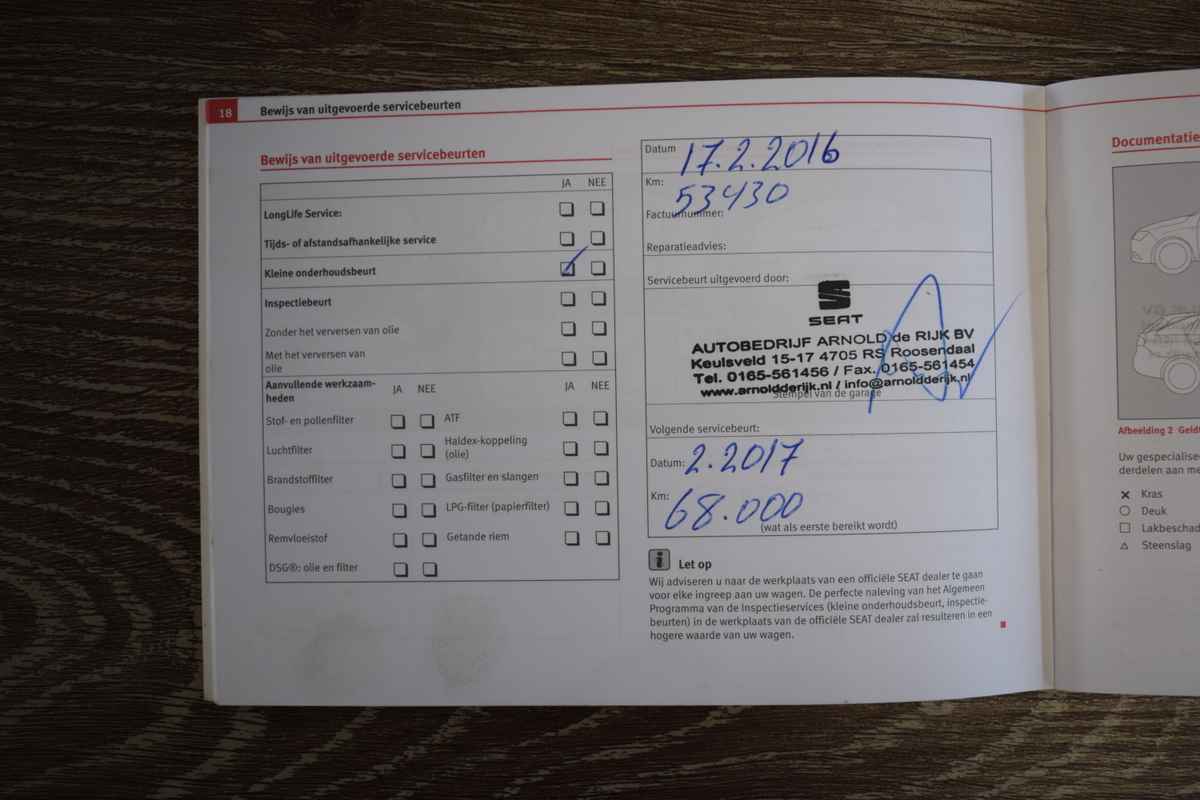 18 Bewijs van uitgevoerde servicebeurten
Bewijs van uitgevoerde servicebeurten
JA NEE
LongLife Service:
Tijds- of afstandsafhankelijke service
Kleine onderhoudsbeurt
Inspectiebeurt
Zonder het verversen van olie
Met het verversen van
olie
Aanvullende werkzaam-
heden
JA NEE
JA NEE
Stof- en pollenfilter
ATF
Luchtfilter
Haldex-koppeling
(olie)
Brandstoffilter
Gasfilter en slangen
Bougies
LPG-filter (papierfilter)
Remvloeistof
Getande riem
DSG®: olie en filter
Datum 17.2.2016
Km: 53430
Factuurnummer:
Reparatieadvies:
Servicebeurt uitgevoerd door:
SEAT
AUTOBEDRIJF ARNOLD de RIJK BV
Keulsveld 15-17 4705 RS Roosendaal
Tel. 0165-561456 / Fax. 0165-561454
www.arnoldderijk.nl / info@arnoldderijk.nl
Stempel van de garage
Volgende servicebeurt:
Datum: 2.2017
Km: 68.000
(wat als eerste bereikt wordt)
i Let op
Wij adviseren u naar de werkplaats van een officiële SEAT dealer te gaan
voor elke ingreep aan uw wagen. De perfecte naleving van het Algemeen
Programma van de Inspectieservices (kleine onderhoudsbeurt, inspectie-
beurten) in de werkplaats van de officiële SEAT dealer zal resulteren in een
hogere waarde van uw wagen.
Documentatie
Afbeelding 2 Geldt
Uw gespecialisee
derdelen aan me
Kras
Deuk
Lakbeschad
Steenslag